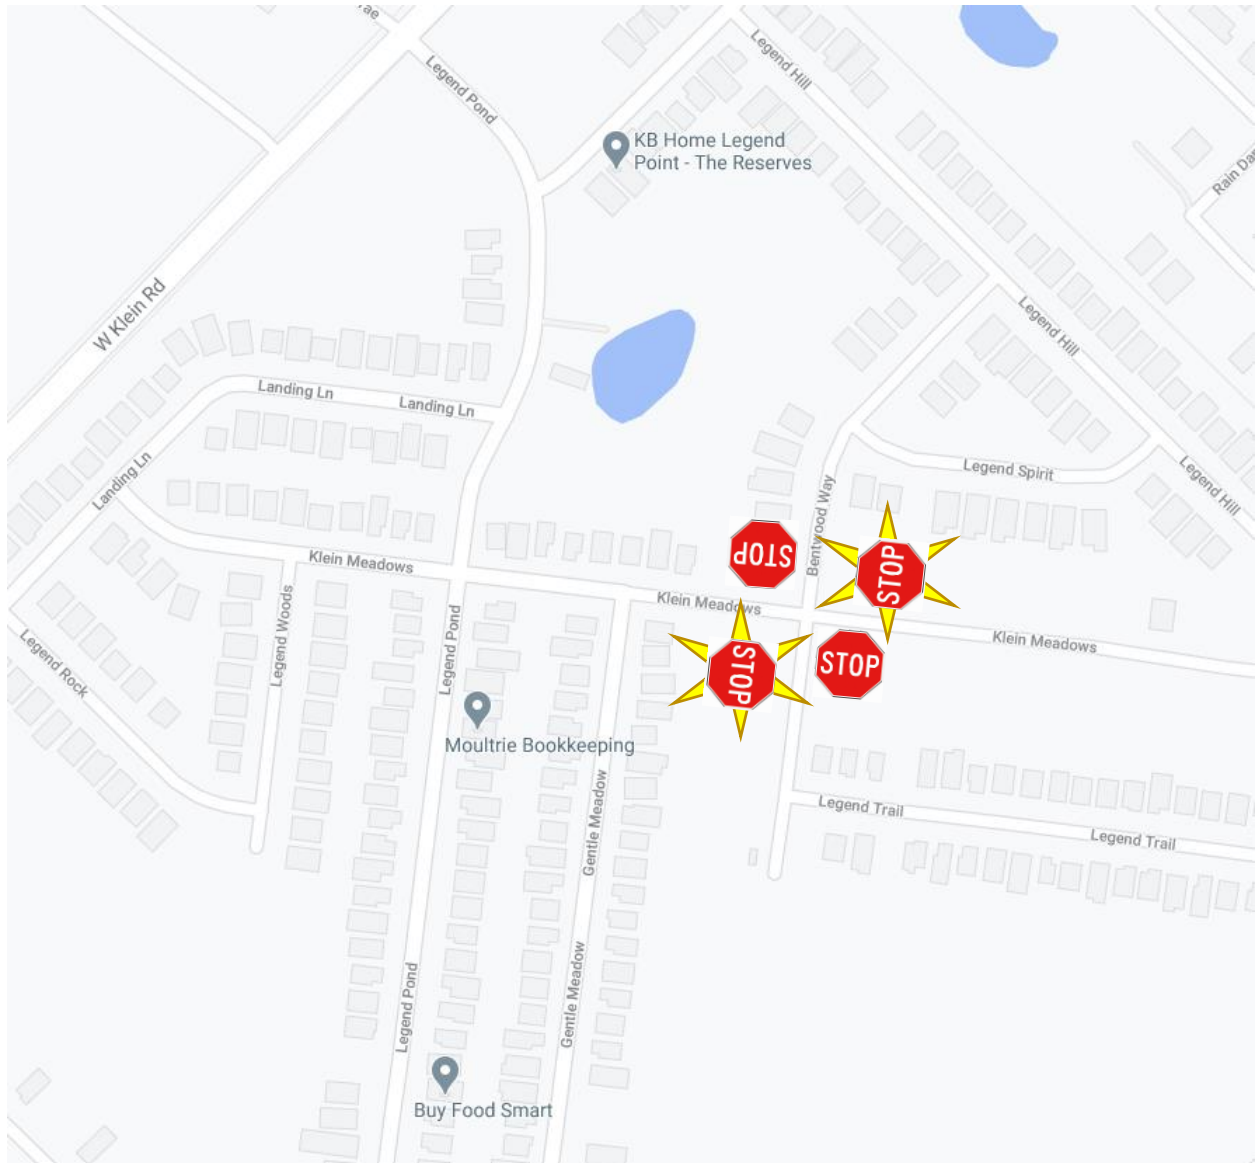 Legend Pond
Legend Hill
KB Home Legend
Point - The Reserves
W Klein Rd
Legend Hill
Landing Ln
Landing Ln
Landing Ln
Legend Spirit
Legend Hill
Bentwood Way
STOP
STOP
Klein Meadows
Klein Meadows
Klein Meadows
Legend Woods
Legend Pond
Legend Rock
STOP
STOP
Moultrie Bookkeeping
Gentle Meadow
Legend Trail
Legend Trail
Gentle Meadow
Legend Pond
Buy Food Smart